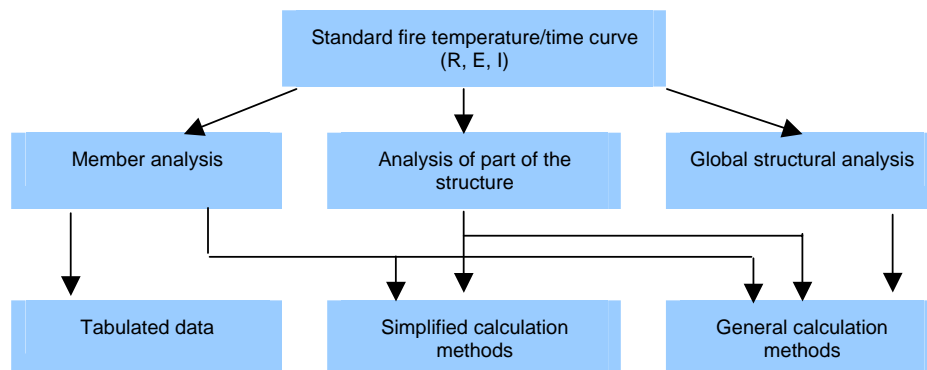 Standard fire temperature/time curve
(R, E, I)
Member analysis
Analysis of part of the
structure
Global structural analysis
Tabulated data
Simplified calculation
methods
General calculation
methods